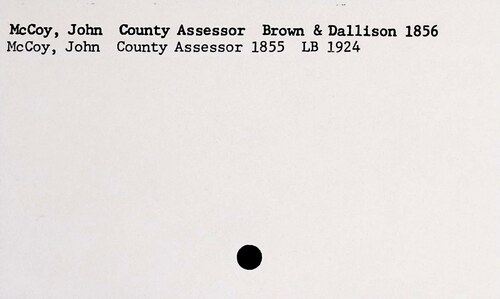 McCoy, John County Assessor Brown & Dallison 1856
McCoy, John County Assessor 1855 LB 1924